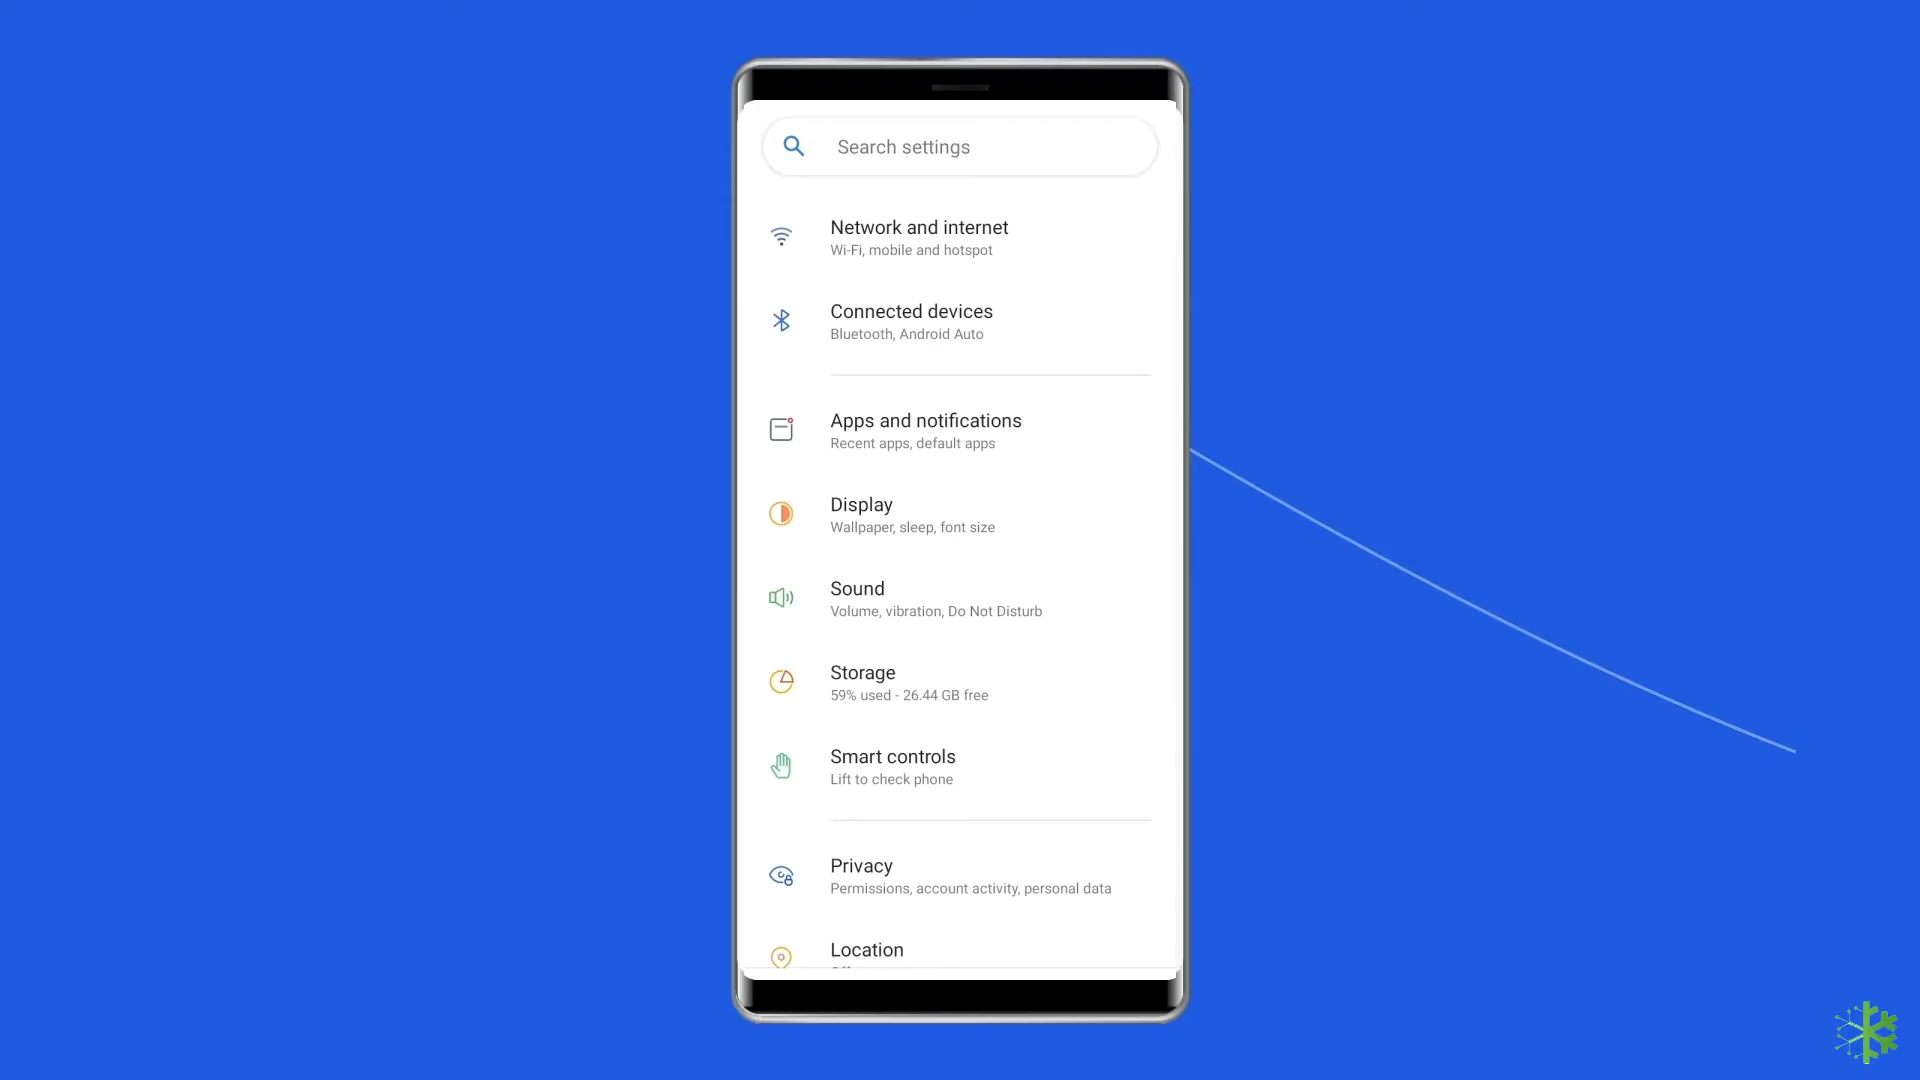 Search settings
Network and internet
Wi-Fi, mobile and hotspot
Connected devices
Bluetooth, Android Auto
Apps and notifications
Recent apps, default apps
Display
Wallpaper, sleep, font size
Sound
Volume, vibration, Do Not Disturb
Storage
59% used - 26.44 GB free
Smart controls
Lift to check phone
Privacy
Permissions, account activity, personal data
Location